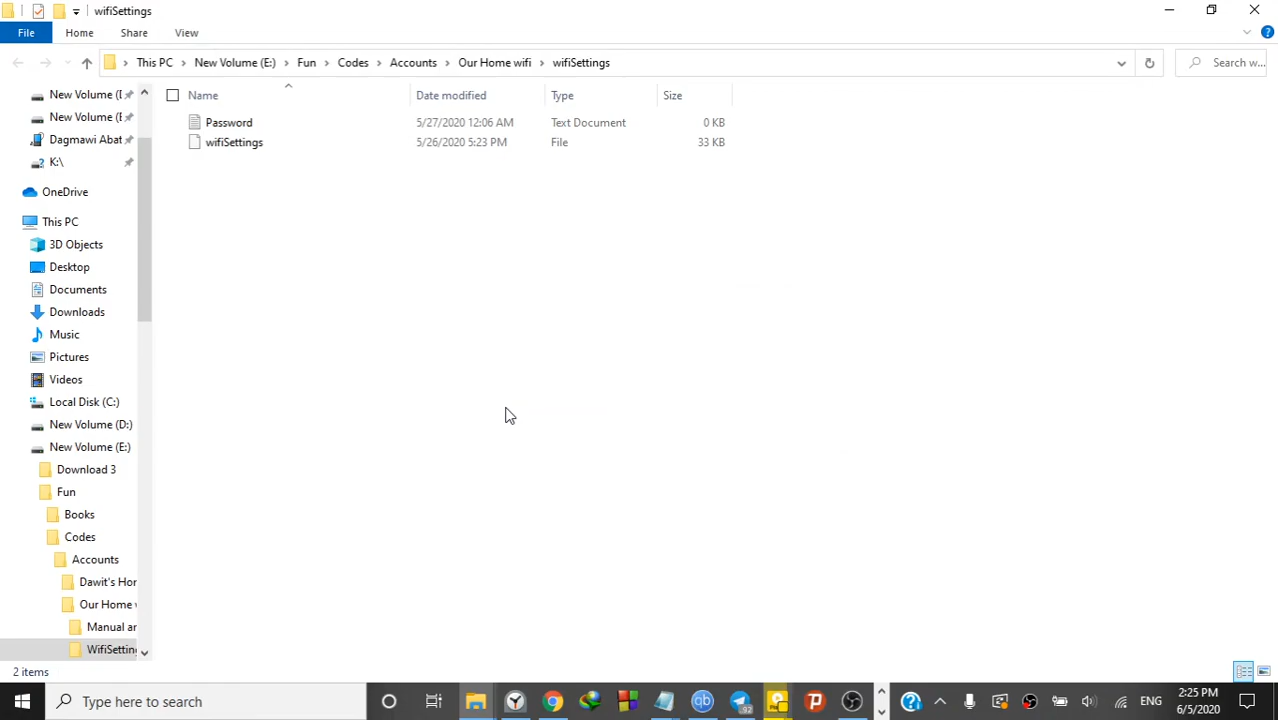 wifiSettings
File Home Share View
This PC New Volume (E:) Fun Codes Accounts Our Home wifi wifiSettings Search w...
Name Date modified Type Size
Password 5/27/2020 12:06 AM Text Document 0 KB
wifiSettings 5/26/2020 5:23 PM File 33 KB
New Volume (
New Volume (E
Dagmawi Abat
K:\
OneDrive
This PC
3D Objects
Desktop
Documents
Downloads
Music
Pictures
Videos
Local Disk (C:)
New Volume (D:)
New Volume (E:)
Download 3
Fun
Books
Codes
Accounts
Dawit's Hor
Our Home
Manual ar
WifiSetting
2 items
Type here to search 92 ENG 2:25 PM
6/5/2020